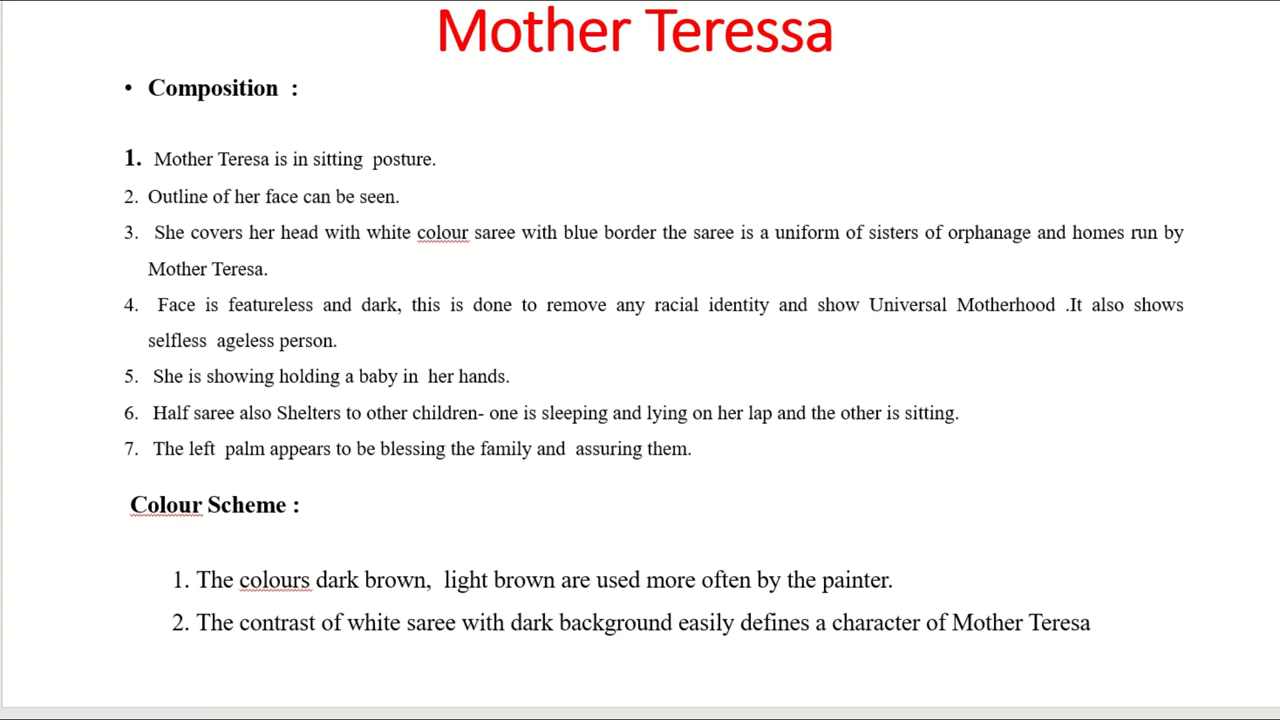 Mother Teressa
• Composition :
1. Mother Teresa is in sitting posture.
2. Outline of her face can be seen.
3. She covers her head with white colour saree with blue border the saree is a uniform of sisters of orphanage and homes run by
Mother Teresa.
4. Face is featureless and dark, this is done to remove any racial identity and show Universal Motherhood .It also shows
selfless ageless person.
5. She is showing holding a baby in her hands.
6. Half saree also Shelters to other children- one is sleeping and lying on her lap and the other is sitting.
7. The left palm appears to be blessing the family and assuring them.
Colour Scheme :
1. The colours dark brown, light brown are used more often by the painter.
2. The contrast of white saree with dark background easily defines a character of Mother Teresa